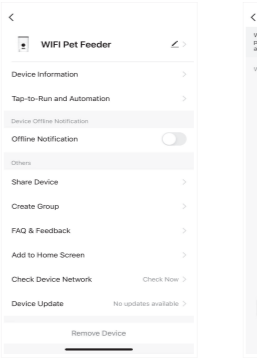 WIFI Pet Feeder
Device Information
Tap-to-Run and Automation
Device Offline Notification
Offline Notification
Others
Share Device
Create Group
FAQ & Feedback
Add to Home Screen
Check Device Network Check Now
Device Update No updates available
Remove Device